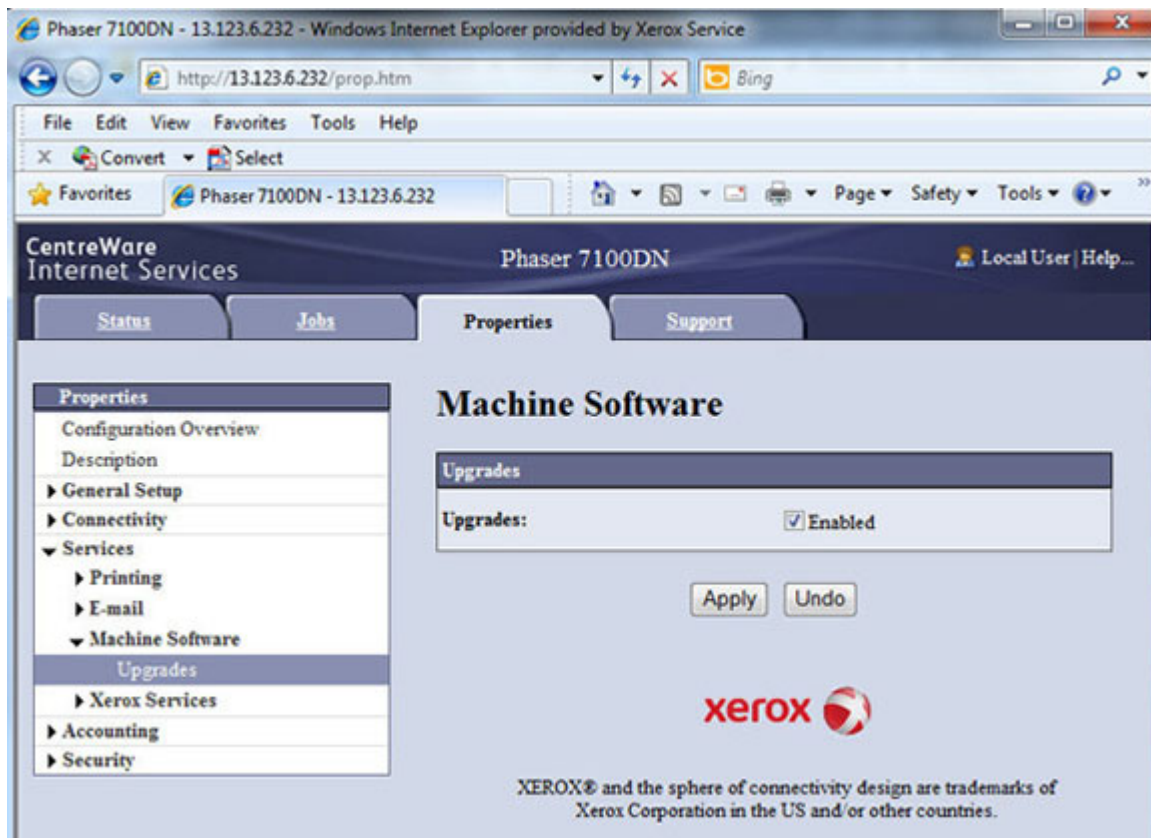 Phaser 7100DN - 13.123.6.232 - Windows Internet Explorer provided by Xerox Service
http://13.123.6.232/prop.htm
Bing
File Edit View Favorites Tools Help
X Convert Select
Favorites Phaser 7100DN - 13.123.6.232 Page Safety Tools »
CentreWare
Internet Services
Phaser 7100DN
Local User | Help...
Status Jobs Properties Support
Properties
Configuration Overview
Description
General Setup
Connectivity
Services
Printing
E-mail
Machine Software
Upgrades
Xerox Services
Accounting
Security
Machine Software
Upgrades
Upgrades: Enabled
Apply Undo
xerox
XEROX® and the sphere of connectivity design are trademarks of
Xerox Corporation in the US and/or other countries.